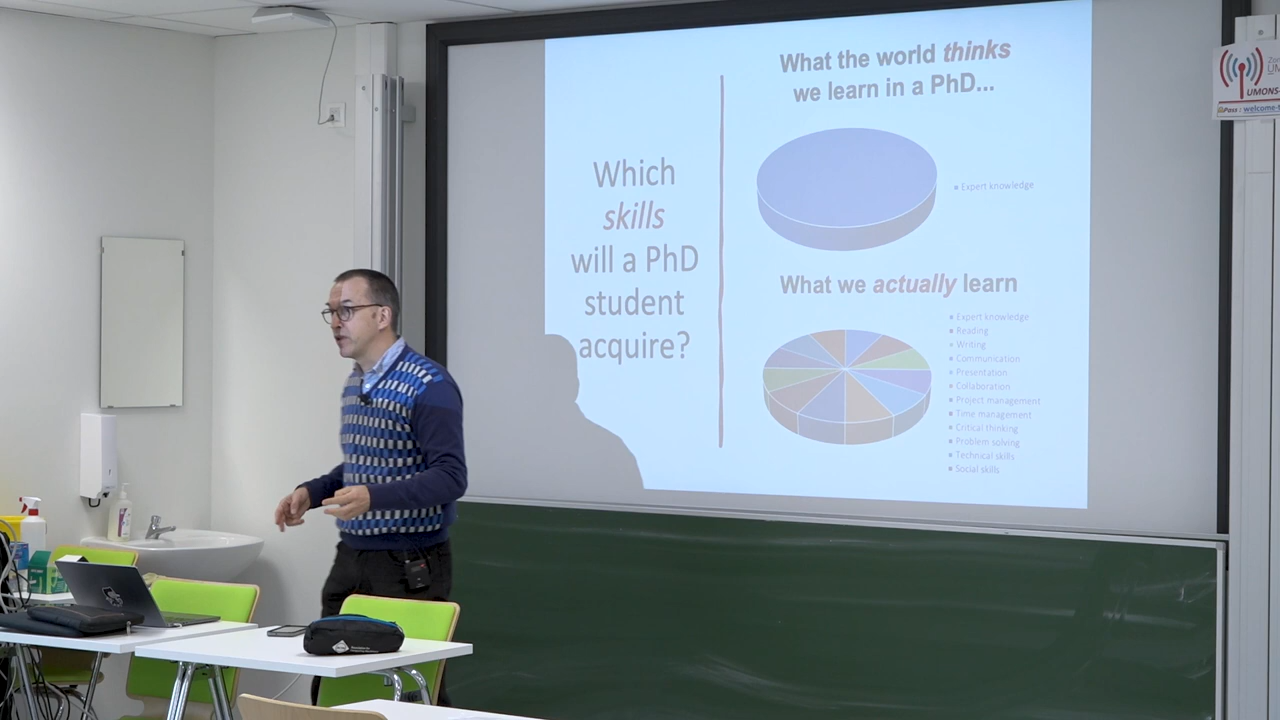 What the world thinks
we learn in a PhD...
Expert knowledge
Which
skills
will a PhD
student
acquire?
What we actually learn
Expert knowledge
Reading
Writing
Communication
Presentation
Collaboration
Project management
Time management
Critical thinking
Problem solving
Technical skills
Social skills
UMONS-
Pass : welcome-